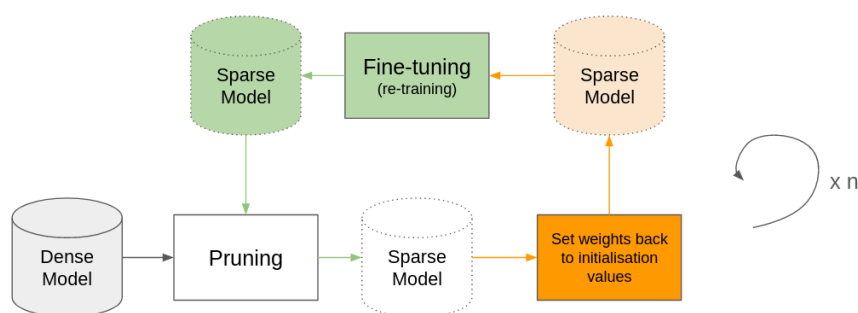 Sparse
Model
Fine-tuning
(re-training)
Sparse
Model
x n
Dense
Model
Pruning
Sparse
Model
Set weights back
to initialisation
values